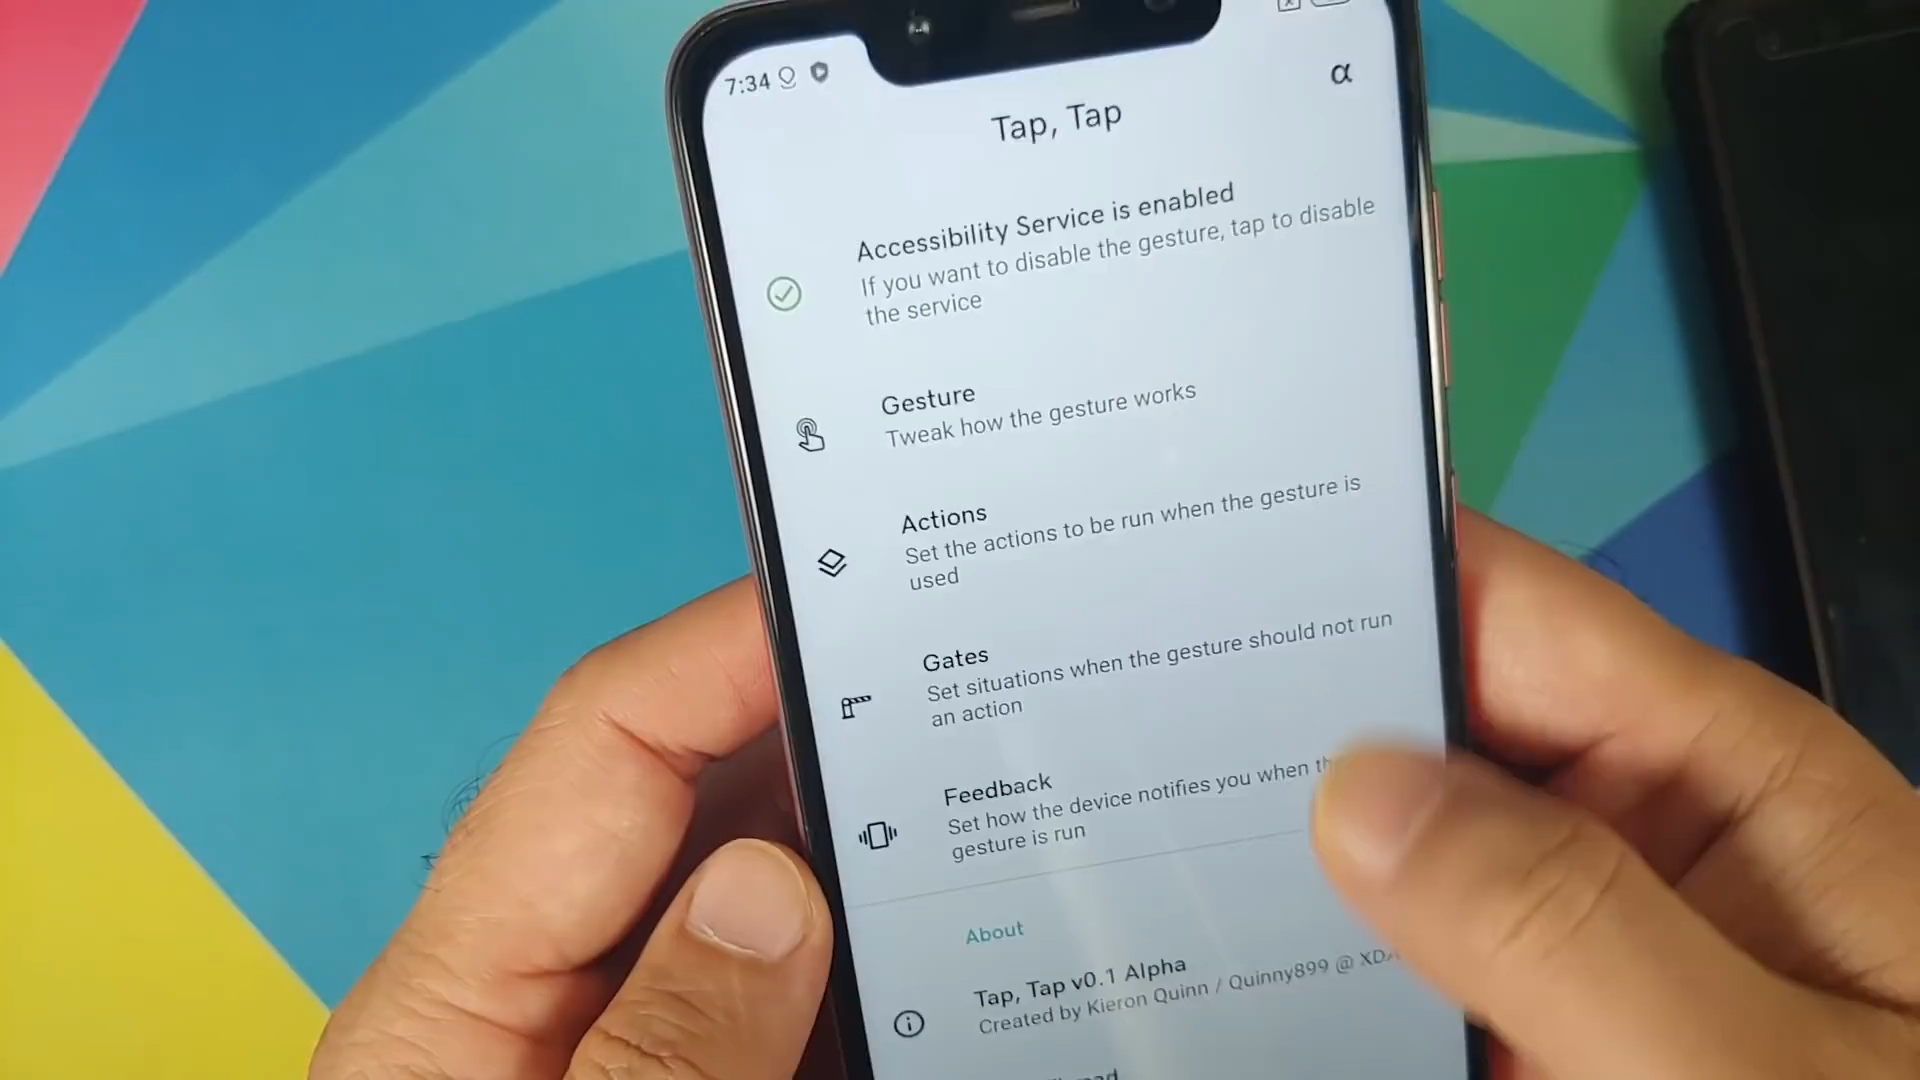 7:34
α
Tap, Tap
Accessibility Service is enabled
If you want to disable the gesture, tap to disable
the service
Gesture
Tweak how the gesture works
Actions
Set the actions to be run when the gesture is
used
Gates
Set situations when the gesture should not run
an action
Feedback
Set how the device notifies you when
gesture is run
About
Tap, Tap v0.1 Alpha
Created by Kieron Quinn / Quinny899 @ XDA